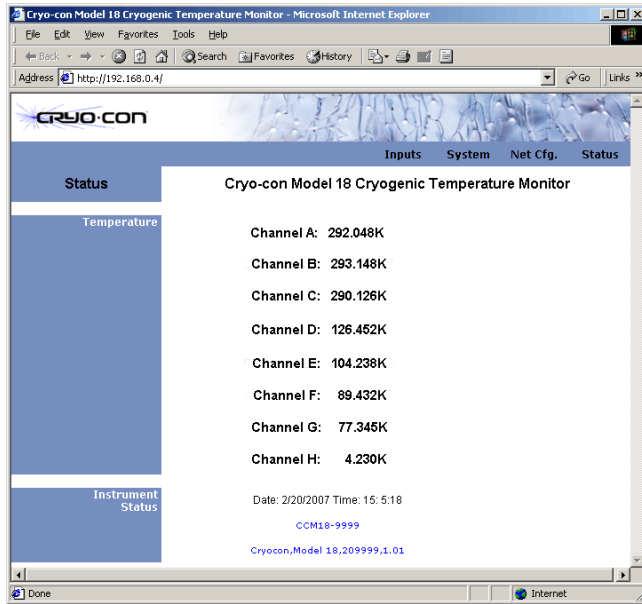 Cryo-con Model 18 Cryogenic Temperature Monitor - Microsoft Internet Explorer
File Edit View Favorites Tools Help
Back Search Favorites History
Address http://192.168.0.4/ Go Links »
CRYO·CON
Inputs System Net Cfg. Status
Status
Cryo-con Model 18 Cryogenic Temperature Monitor
Temperature
Channel A: 292.048K
Channel B: 293.148K
Channel C: 290.126K
Channel D: 126.452K
Channel E: 104.238K
Channel F: 89.432K
Channel G: 77.345K
Channel H: 4.230K
Instrument
Status
Date: 2/20/2007 Time: 15: 5:18
CCM18-9999
Cryocon,Model 18,209999,1.01
Done Internet